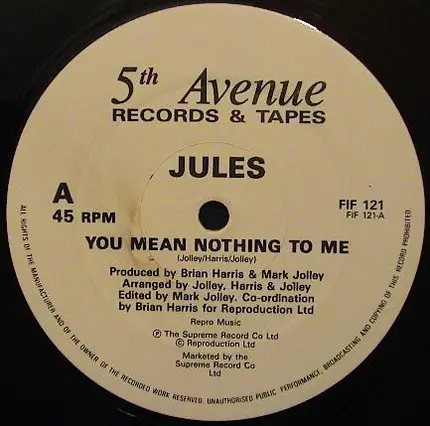 5th Avenue
RECORDS & TAPES
JULES
A
45 RPM
FIF 121
FIF 121-A
YOU MEAN NOTHING TO ME
(Jolley/Harris/Jolley)
Produced by Brian Harris & Mark Jolley
Arranged by Jolley, Harris & Jolley
Edited by Mark Jolley. Co-ordination
by Brian Harris for Reproduction Ltd
Repro Music
Ⓟ The Supreme Record Co Ltd
© Reproduction Ltd
Marketed by the
Supreme Record Co
Ltd
ALL RIGHTS OF THE MANUFACTURER AND OF THE OWNER OF THE RECORDED WORK RESERVED. UNAUTHORISED PUBLIC PERFORMANCE, BROADCASTING AND COPYING OF THIS RECORD PROHIBITED.